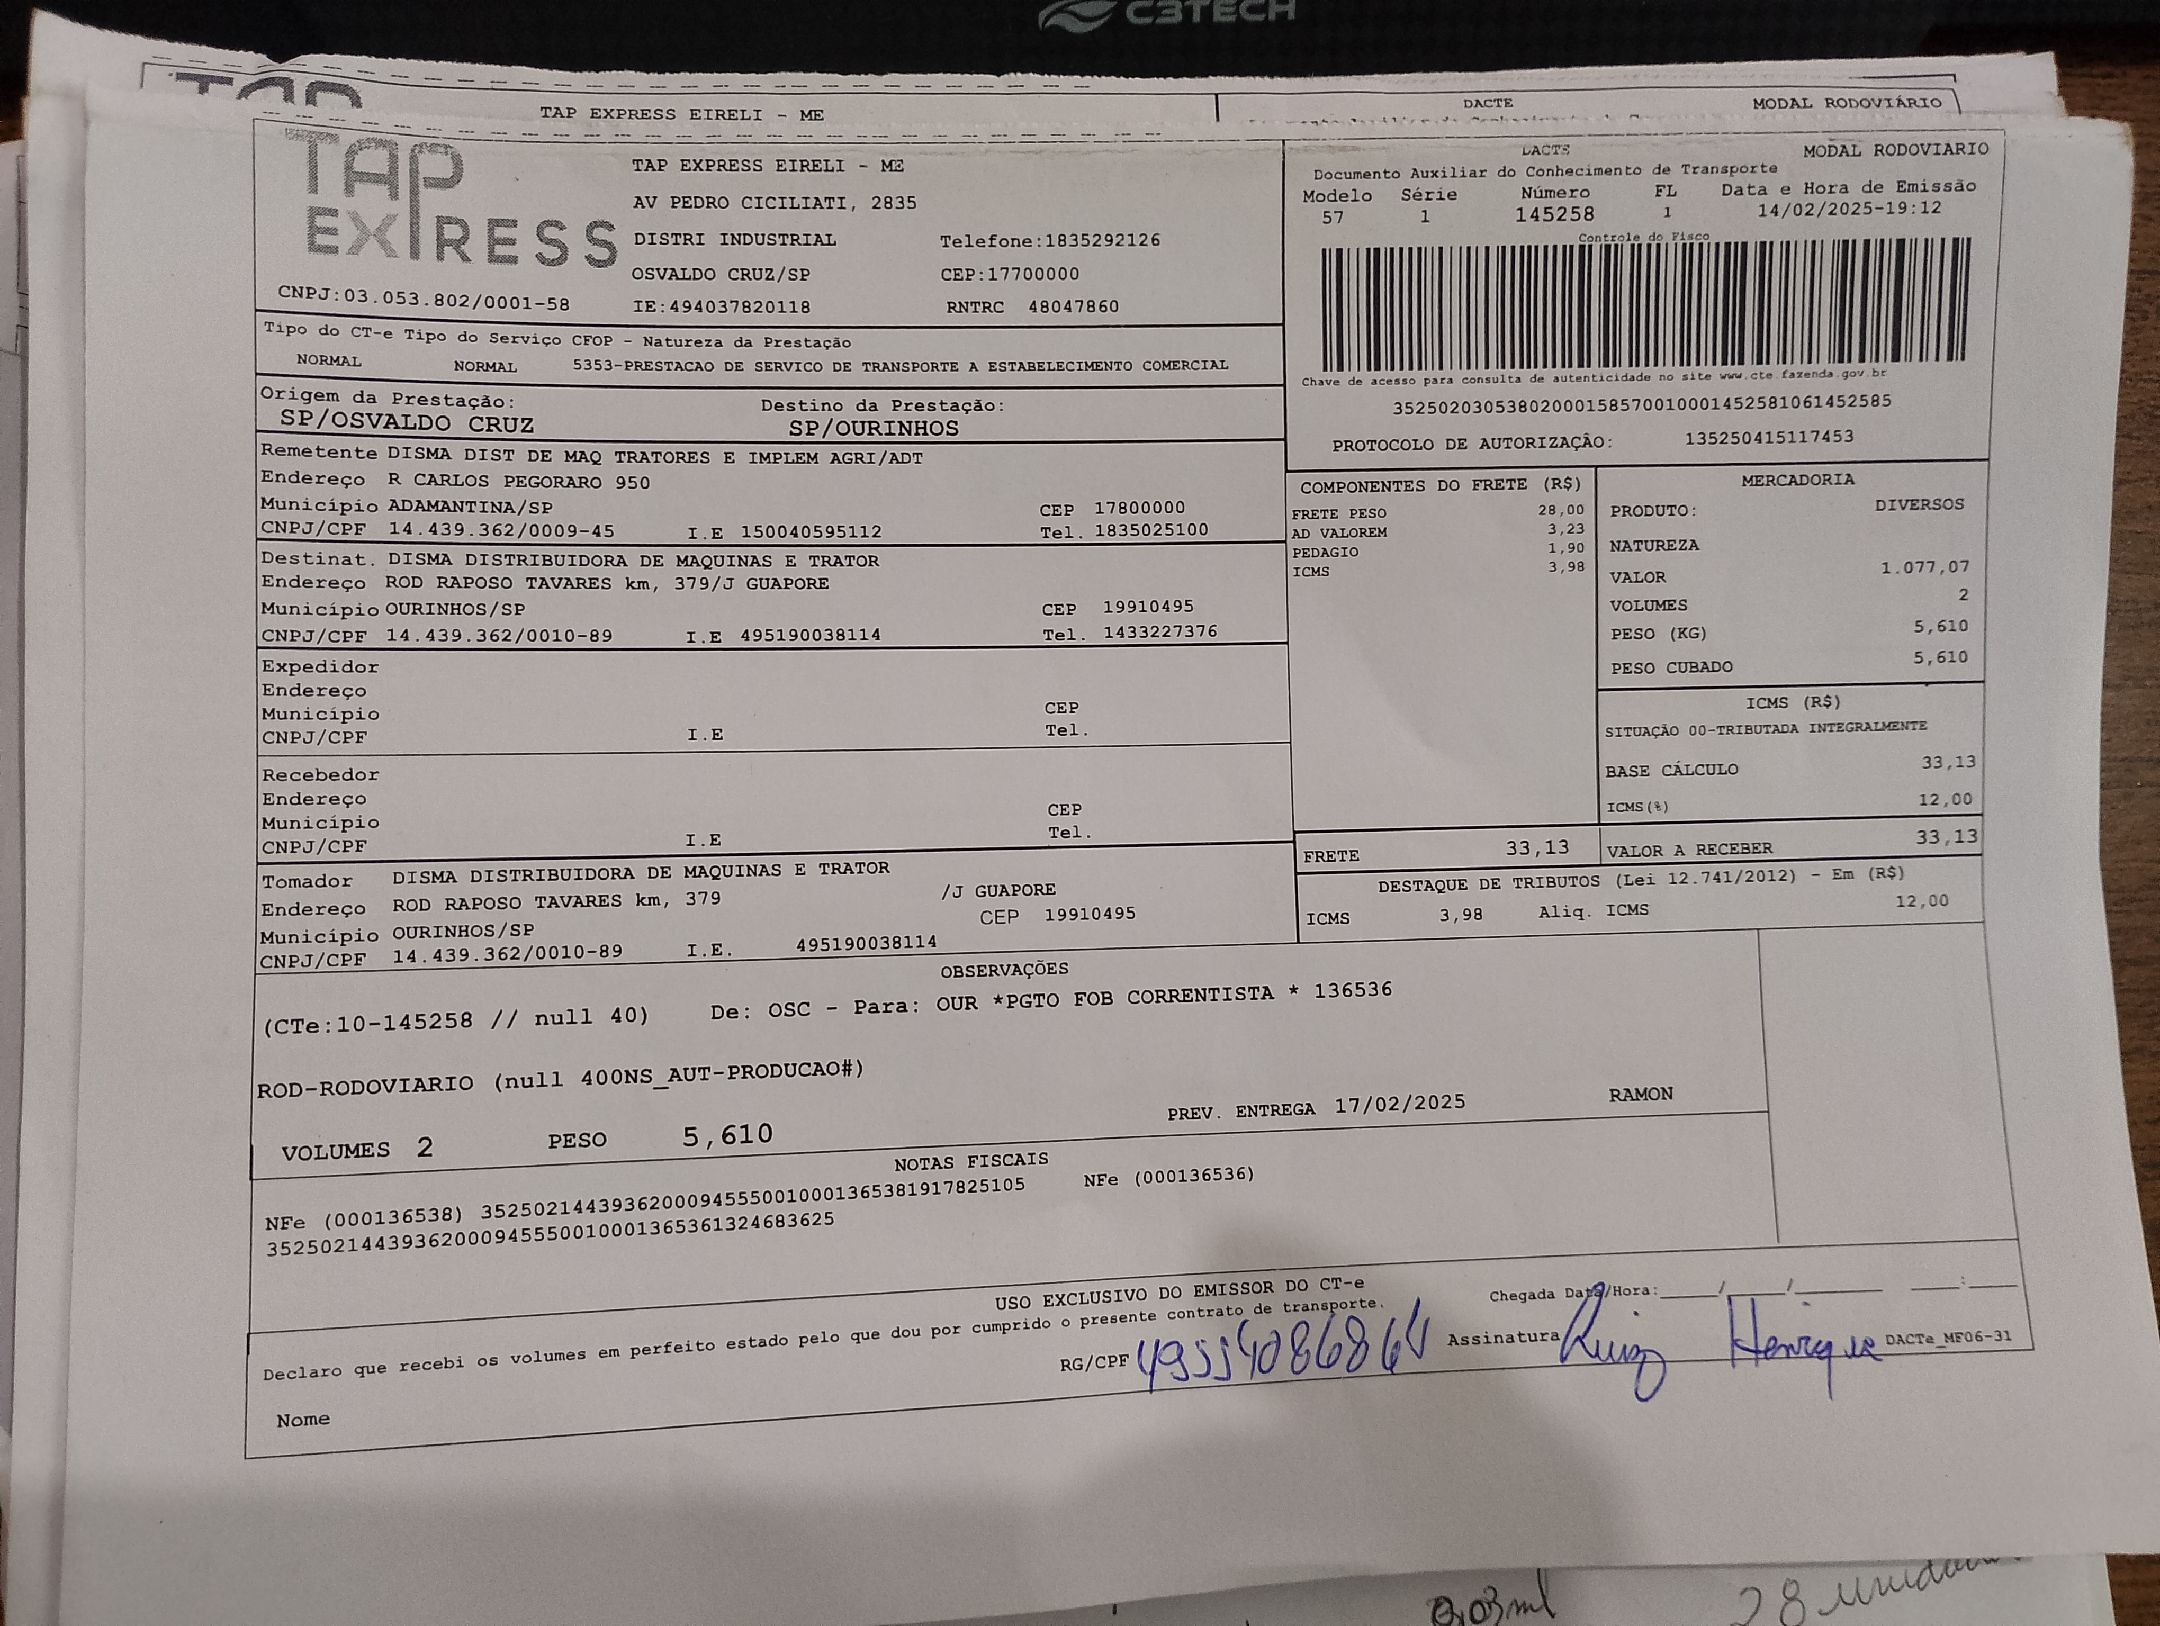 C3TECH
TAP EXPRESS EIRELI - ME
DACTE
MODAL RODOVIÁRIO
TAP EXPRESS
TAP EXPRESS EIRELI - ME
AV PEDRO CICILIATI, 2835
DISTRI INDUSTRIAL Telefone:1835292126
OSVALDO CRUZ/SP CEP:17700000
CNPJ:03.053.802/0001-58 IE:494037820118 RNTRC 48047860
DACTE MODAL RODOVIARIO
Documento Auxiliar do Conhecimento de Transporte
Modelo Série Número FL Data e Hora de Emissão
57 1 145258 1 14/02/2025-19:12
Controle do Fisco
Chave de acesso para consulta de autenticidade no site www.cte.fazenda.gov.br
35250203053802000158570010001452581061452585
PROTOCOLO DE AUTORIZAÇÃO: 135250415117453
Tipo do CT-e Tipo do Serviço CFOP - Natureza da Prestação
NORMAL NORMAL 5353-PRESTACAO DE SERVICO DE TRANSPORTE A ESTABELECIMENTO COMERCIAL
Origem da Prestação: Destino da Prestação:
SP/OSVALDO CRUZ SP/OURINHOS
Remetente DISMA DIST DE MAQ TRATORES E IMPLEM AGRI/ADT
Endereço R CARLOS PEGORARO 950
Município ADAMANTINA/SP CEP 17800000
CNPJ/CPF 14.439.362/0009-45 I.E 150040595112 Tel. 1835025100
Destinat. DISMA DISTRIBUIDORA DE MAQUINAS E TRATOR
Endereço ROD RAPOSO TAVARES km, 379/J GUAPORE
Município OURINHOS/SP CEP 19910495
CNPJ/CPF 14.439.362/0010-89 I.E 495190038114 Tel. 1433227376
Expedidor
Endereço
Município CEP
CNPJ/CPF I.E Tel.
Recebedor
Endereço
Município CEP
CNPJ/CPF I.E Tel.
Tomador DISMA DISTRIBUIDORA DE MAQUINAS E TRATOR
Endereço ROD RAPOSO TAVARES km, 379 /J GUAPORE
Município OURINHOS/SP CEP 19910495
CNPJ/CPF 14.439.362/0010-89 I.E. 495190038114
COMPONENTES DO FRETE (R$)
FRETE PESO 28,00
AD VALOREM 3,23
PEDAGIO 1,90
ICMS 3,98
MERCADORIA
PRODUTO: DIVERSOS
NATUREZA
VALOR 1.077,07
VOLUMES 2
PESO (KG) 5,610
PESO CUBADO 5,610
ICMS (R$)
SITUAÇÃO 00-TRIBUTADA INTEGRALMENTE
BASE CÁLCULO 33,13
ICMS(%) 12,00
FRETE 33,13 VALOR A RECEBER 33,13
DESTAQUE DE TRIBUTOS (Lei 12.741/2012) - Em (R$)
ICMS 3,98 Aliq. ICMS 12,00
OBSERVAÇÕES
(CTe:10-145258 // null 40) De: OSC - Para: OUR *PGTO FOB CORRENTISTA * 136536
ROD-RODOVIARIO (null 400NS_AUT-PRODUCAO#)
PREV. ENTREGA 17/02/2025 RAMON
VOLUMES 2 PESO 5,610
NOTAS FISCAIS
NFe (000136538) 35250214439362000945550010001365381917825105 NFe (000136536)
35250214439362000945550010001365361324683625
USO EXCLUSIVO DO EMISSOR DO CT-e
Declaro que recebi os volumes em perfeito estado pelo que dou por cumprido o presente contrato de transporte.
Chegada Data/Hora:____/____/______ ___:____
RG/CPF 49554086864 Assinatura Ruiz Henrique DACTe_MF06-31
Nome